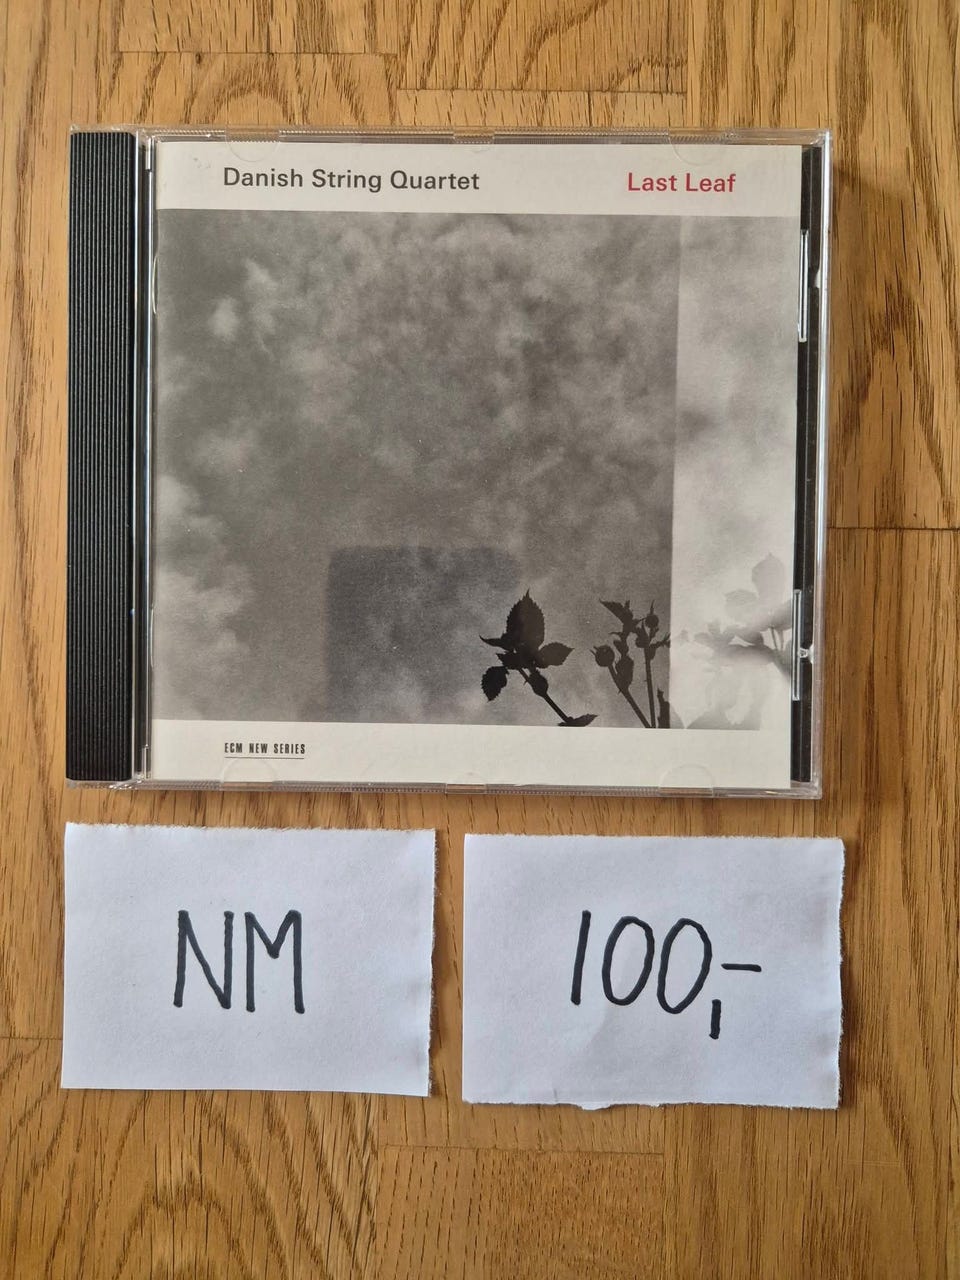 Danish String Quartet
Last Leaf
ECM NEW SERIES
NM
100,-